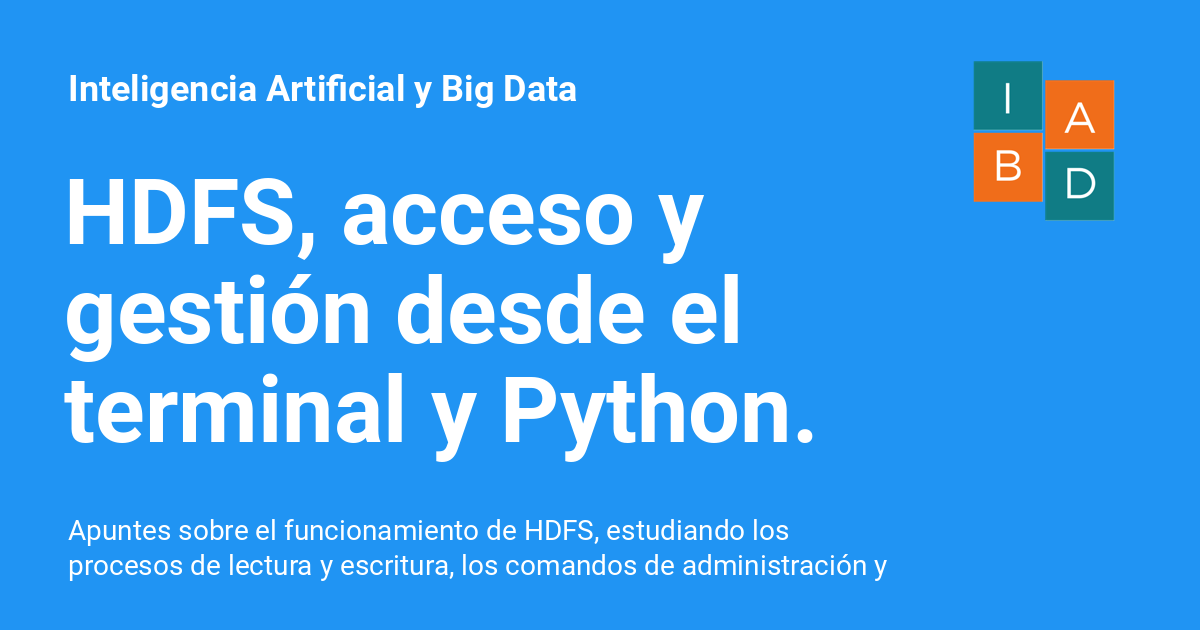 Inteligencia Artificial y Big Data
I
A
B
D
HDFS, acceso y
gestión desde el
terminal y Python.
Apuntes sobre el funcionamiento de HDFS, estudiando los
procesos de lectura y escritura, los comandos de administración y